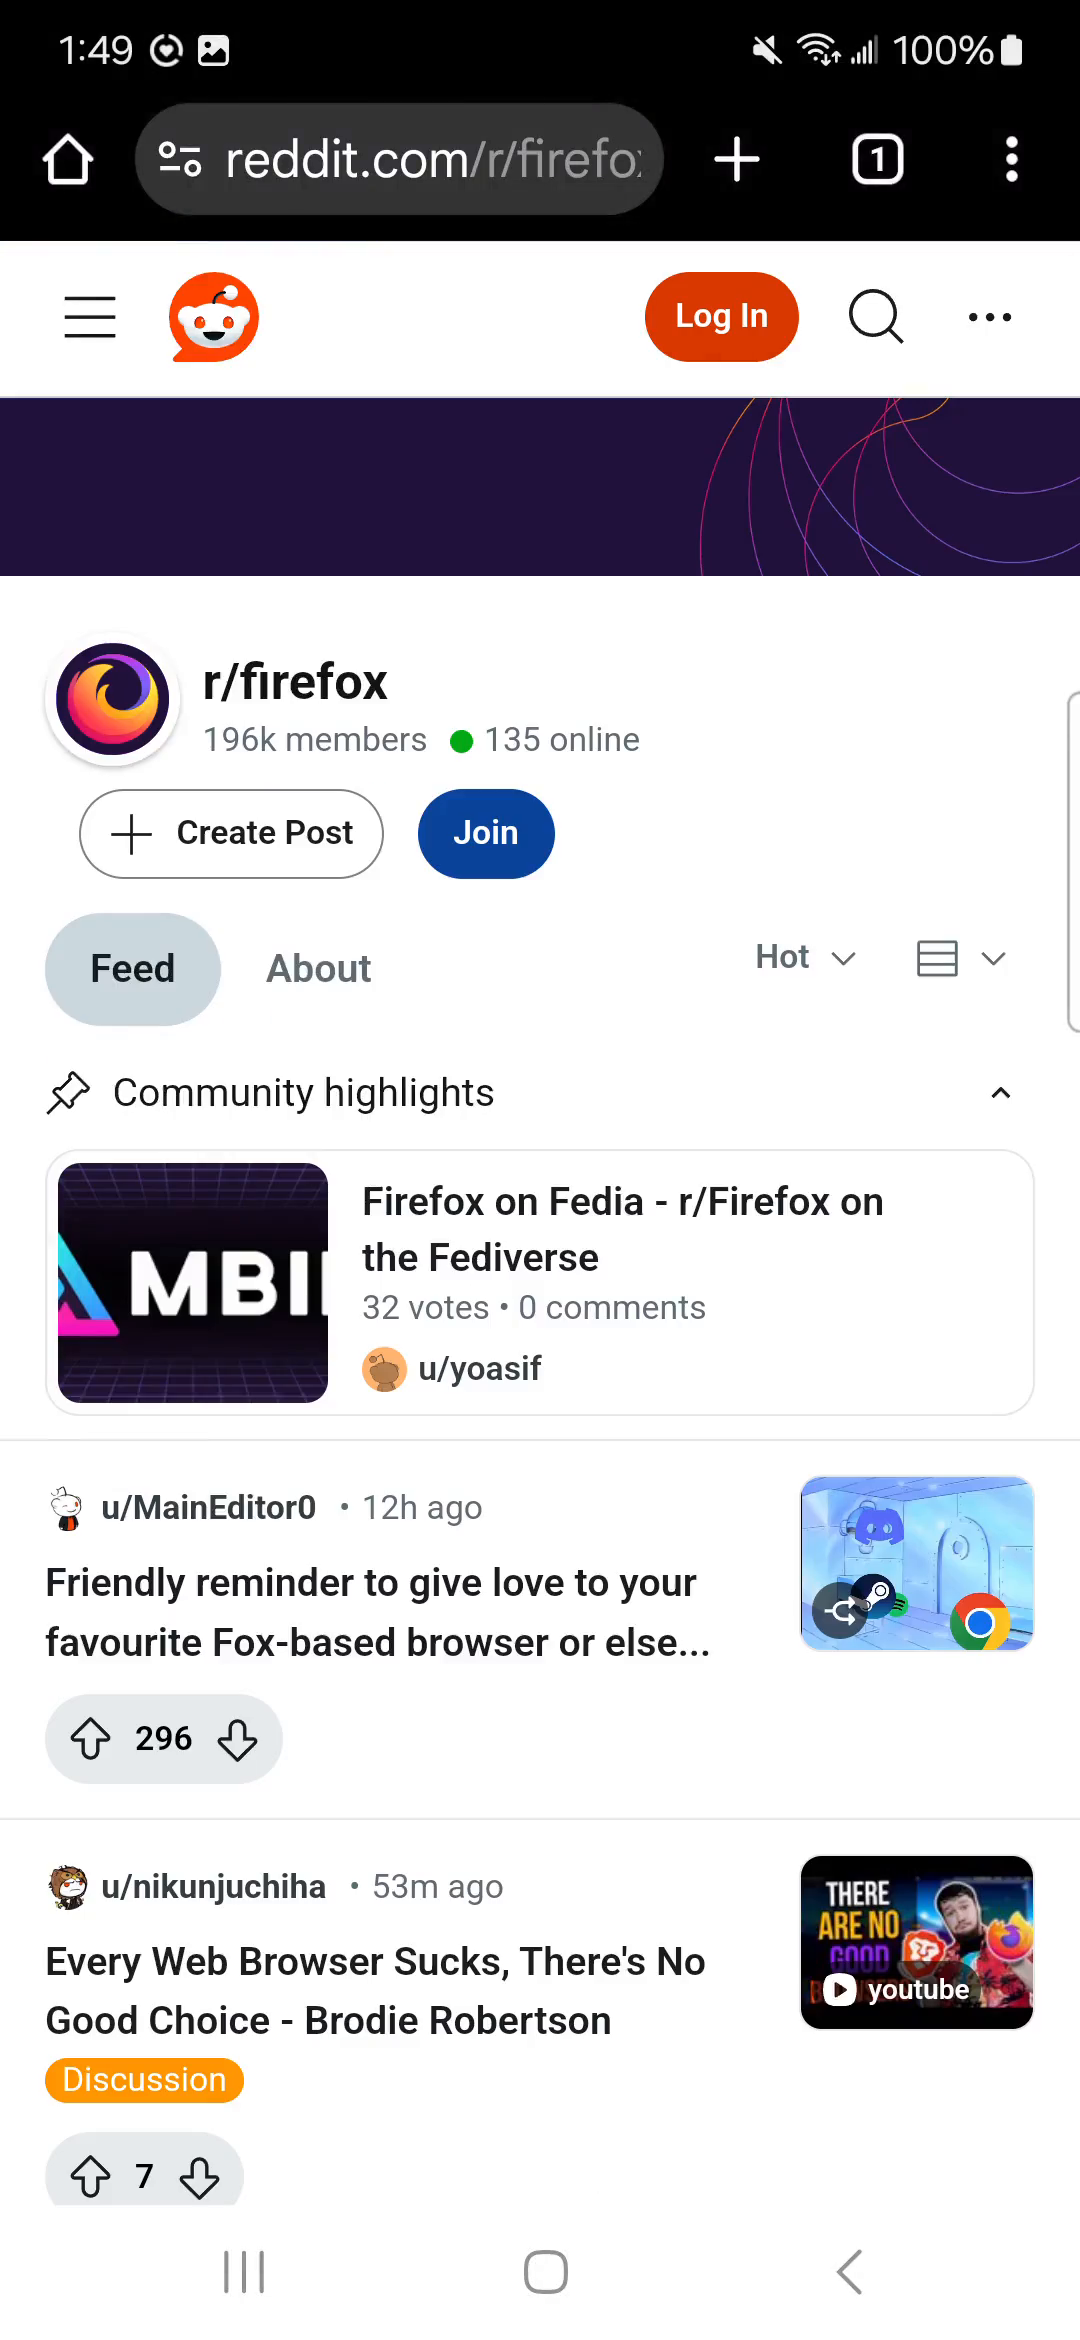 1:49
100%
reddit.com/r/firefo
1
Log In
r/firefox
196k members
135 online
Create Post
Join
Feed
About
Hot
Community highlights
MBI
Firefox on Fedia - r/Firefox on
the Fediverse
32 votes • 0 comments
u/yoasif
u/MainEditor0 • 12h ago
Friendly reminder to give love to your
favourite Fox-based browser or else...
296
u/nikunjuchiha • 53m ago
THERE
ARE NO
GOOD
youtube
Every Web Browser Sucks, There's No
Good Choice - Brodie Robertson
Discussion
7